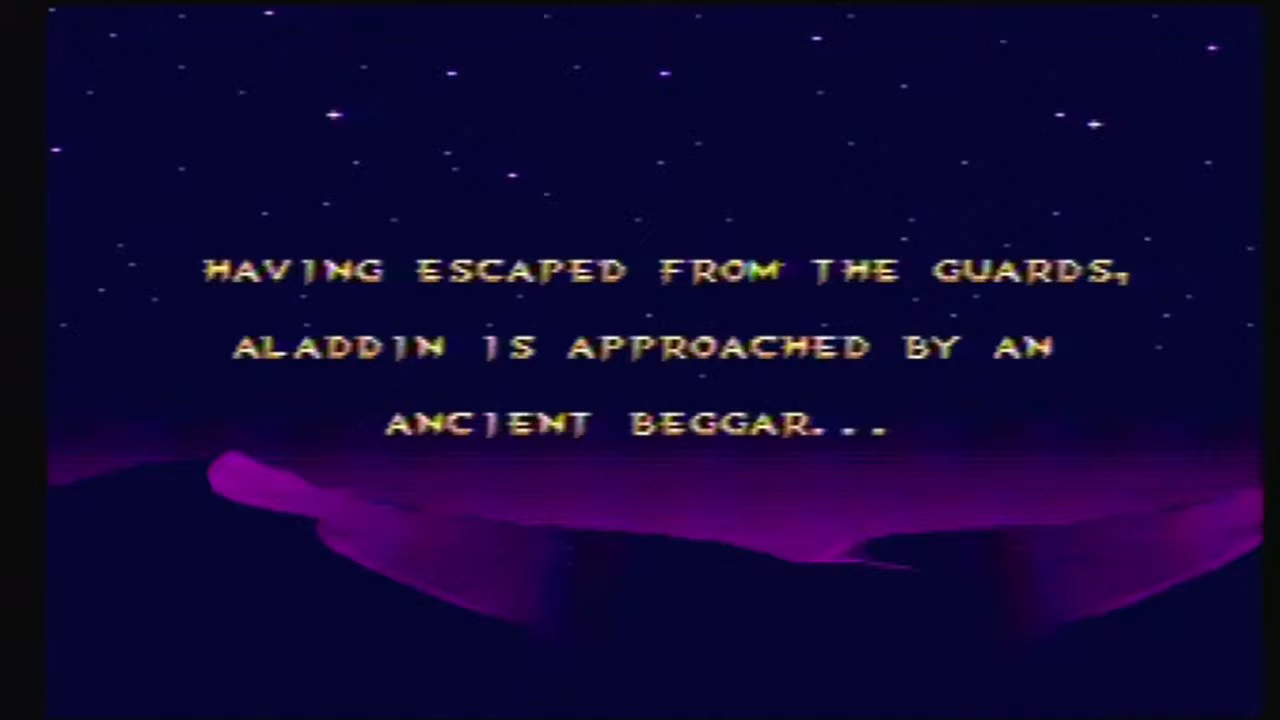 HAVING ESCAPED FROM THE GUARDS,
ALADDIN IS APPROACHED BY AN
ANCIENT BEGGAR...